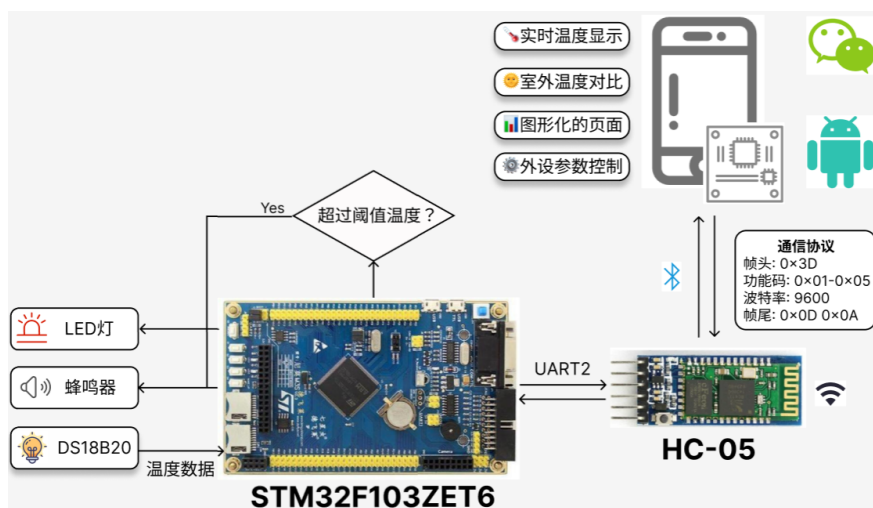 实时温度显示
室外温度对比
图形化的页面
外设参数控制
Yes
超过阈值温度？
通信协议
帧头: 0×3D
功能码: 0×01-0×05
波特率: 9600
帧尾: 0×0D 0×0A
LED灯
蜂鸣器
DS18B20
温度数据
UART2
HC-05
STM32F103ZET6